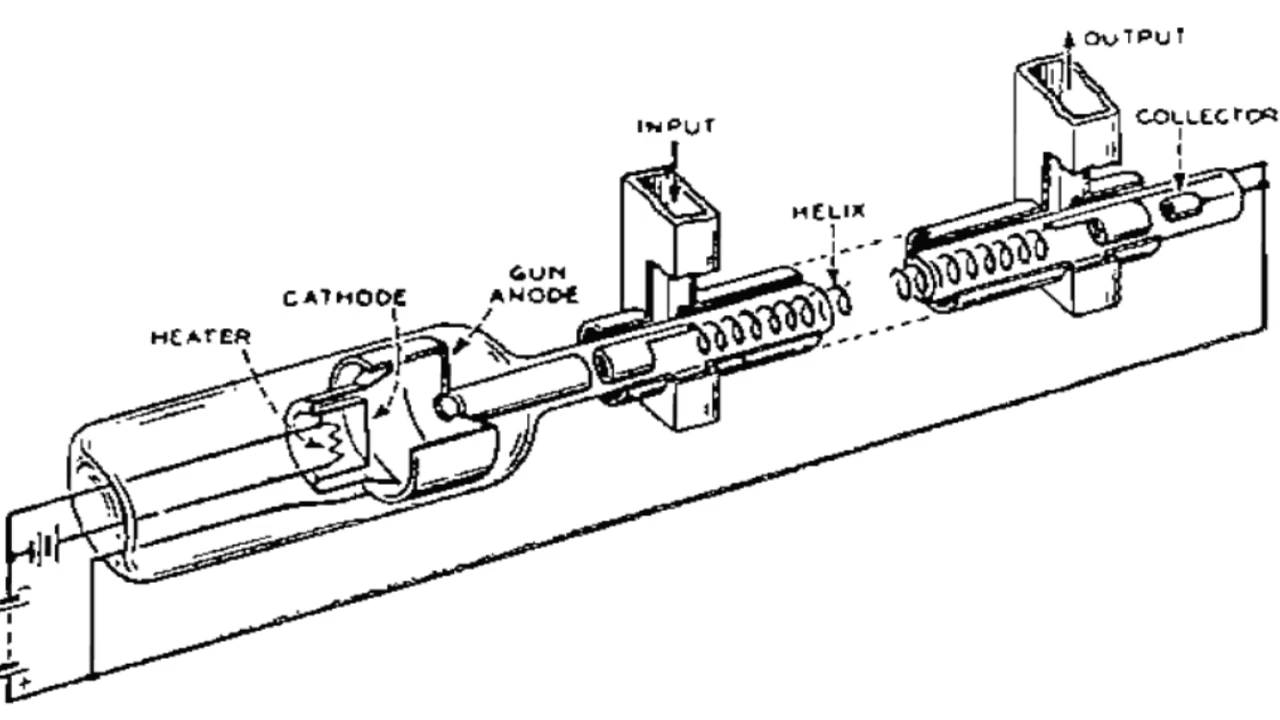 OUTPUT
INPUT
COLLECTOR
HELIX
GUN
ANODE
CATHODE
HEATER
-
+